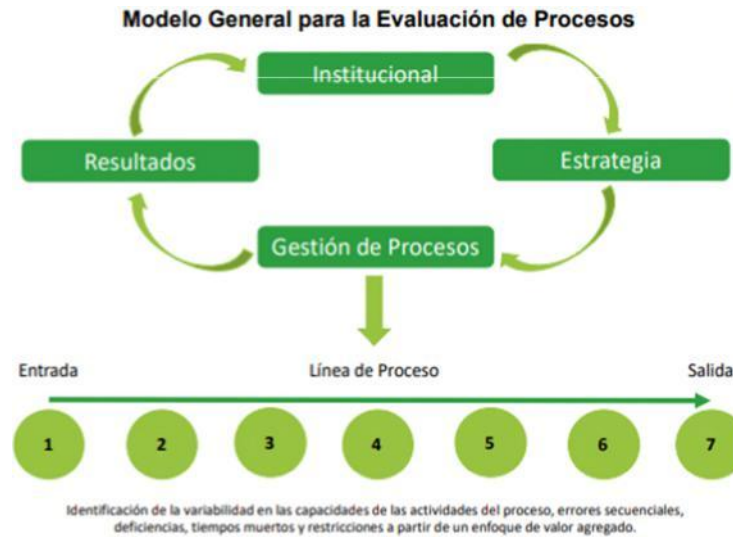 Modelo General para la Evaluación de Procesos
Institucional
Resultados
Estrategia
Gestión de Procesos
Entrada
Línea de Proceso
Salida
1
2
3
4
5
6
7
Identificación de la variabilidad en las capacidades de las actividades del proceso, errores secuenciales,
deficiencias, tiempos muertos y restricciones a partir de un enfoque de valor agregado.